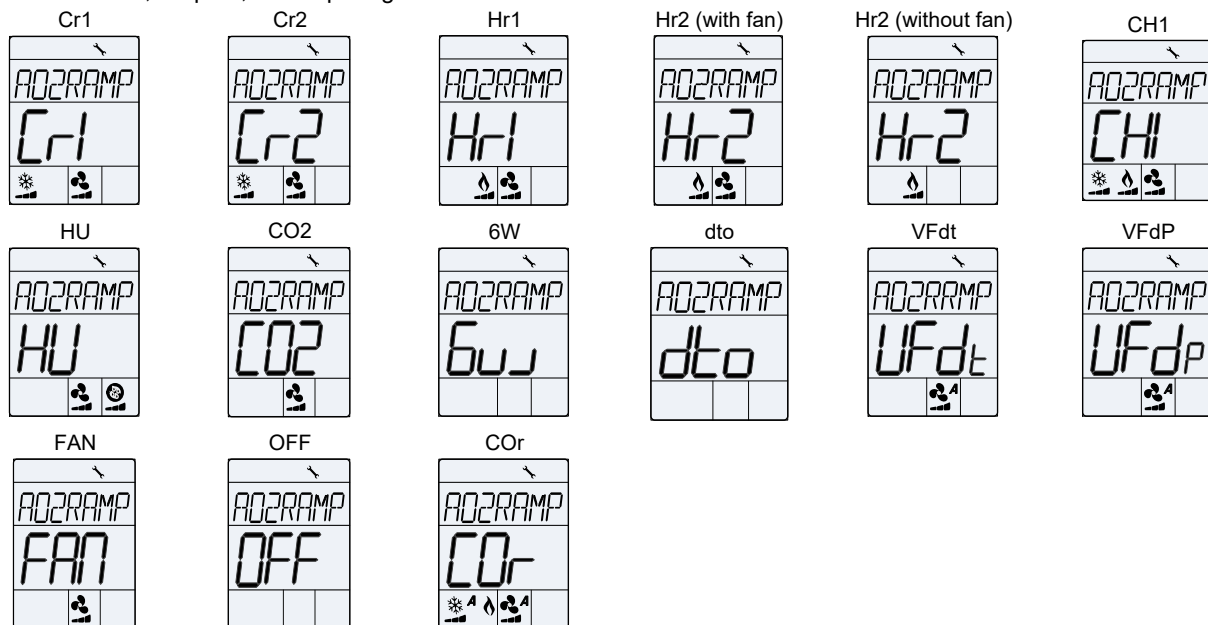 Cr1 Cr2 Hr1 Hr2 (with fan) Hr2 (without fan) CH1
AO2RAMP AO2RAMP AO2RAMP AO2RAMP AO2AAMP AO2RAMP
Cr1 Cr2 Hr1 Hr2 Hr2 CH1
HU CO2 6W dto VFdt VFdP
AO2RAMP AO2RAMP AO2RAMP AO2RAMP AO2RRMP AO2RAMP
HU CO2 6W dto VFdt VFdP
A A
FAN OFF COr
AO2RAMP AO2RAMP AO2RAMP
FAN OFF COr
A A